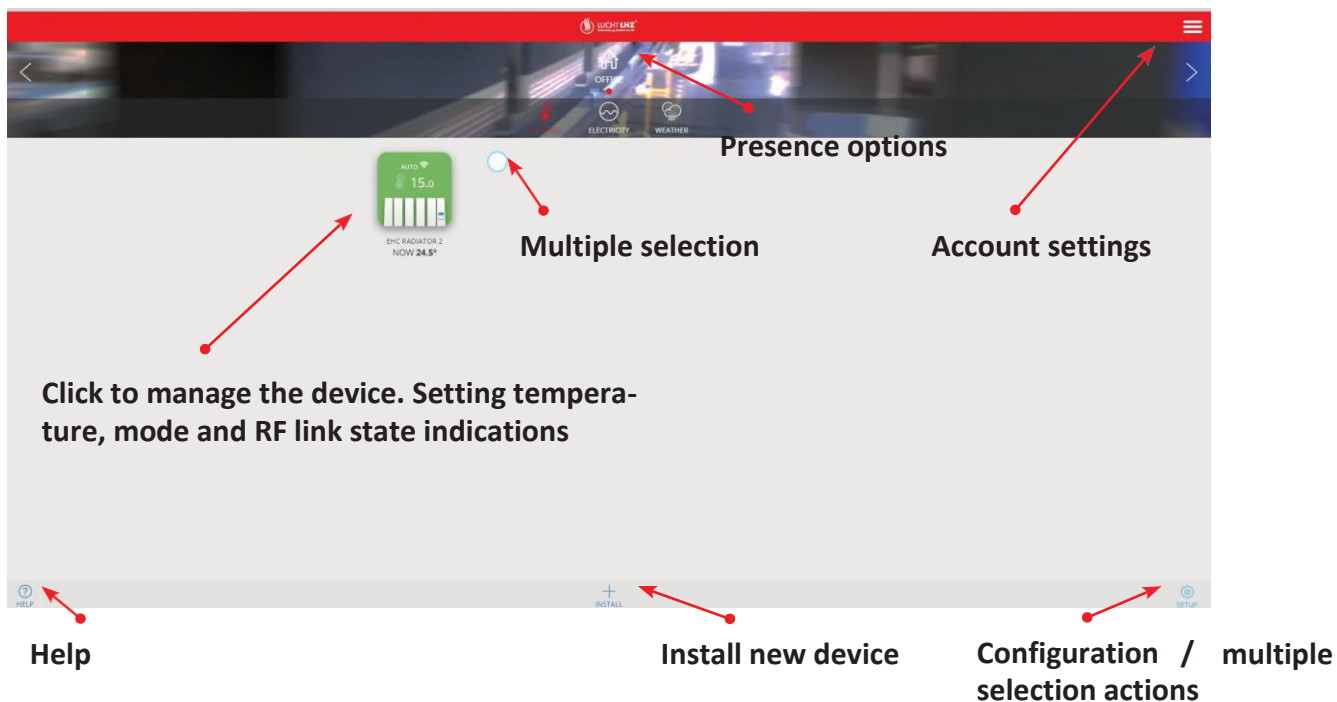 LUCHT LHZ
OFFICE
ELECTRICITY
WEATHER
Presence options
AUTO
15.0
EHC RADIATOR 2
NOW 24.5°
Multiple selection
Account settings
Click to manage the device. Setting tempera-
ture, mode and RF link state indications
HELP
INSTALL
SETUP
Help
Install new device
Configuration / multiple
selection actions